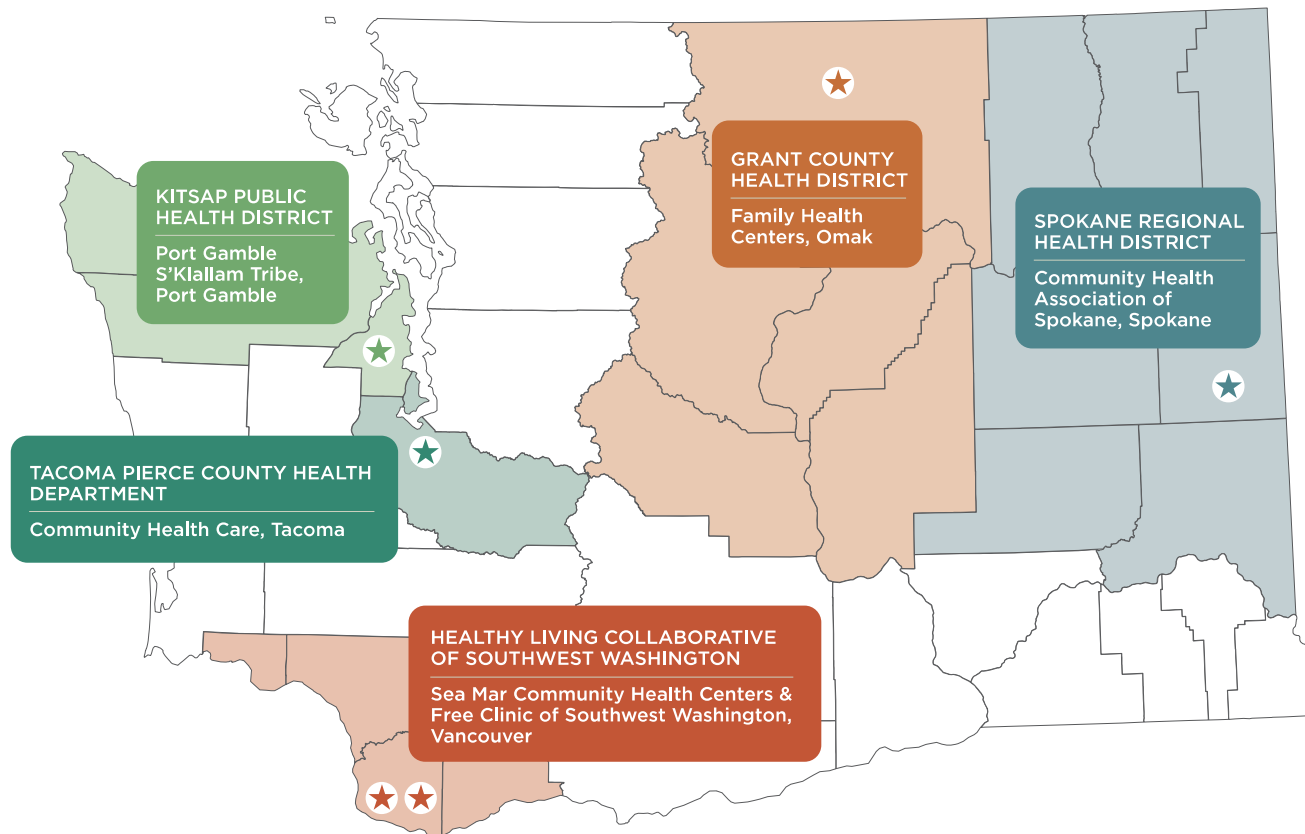 KITSAP PUBLIC
HEALTH DISTRICT
Port Gamble
S’Klallam Tribe,
Port Gamble
GRANT COUNTY
HEALTH DISTRICT
Family Health
Centers, Omak
SPOKANE REGIONAL
HEALTH DISTRICT
Community Health
Association of
Spokane, Spokane
TACOMA PIERCE COUNTY HEALTH
DEPARTMENT
Community Health Care, Tacoma
HEALTHY LIVING COLLABORATIVE
OF SOUTHWEST WASHINGTON
Sea Mar Community Health Centers &
Free Clinic of Southwest Washington,
Vancouver